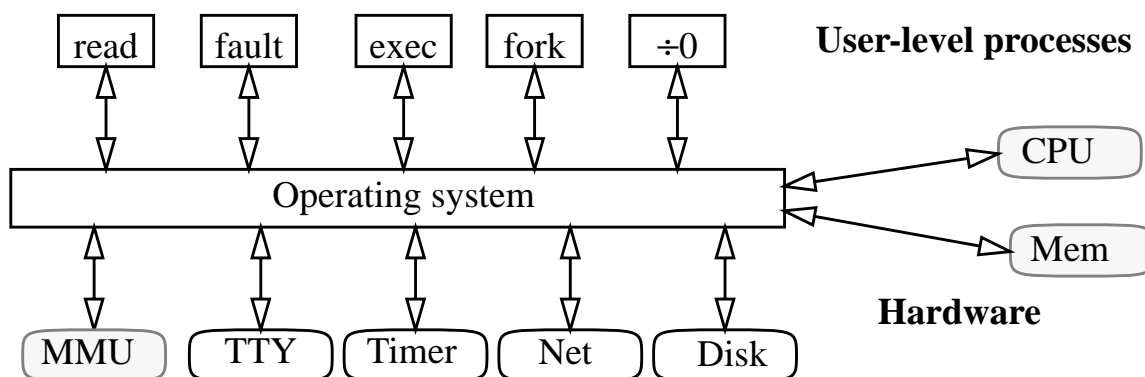 read fault exec fork ÷0 User-level processes
CPU
Operating system
Mem
Hardware
MMU TTY Timer Net Disk